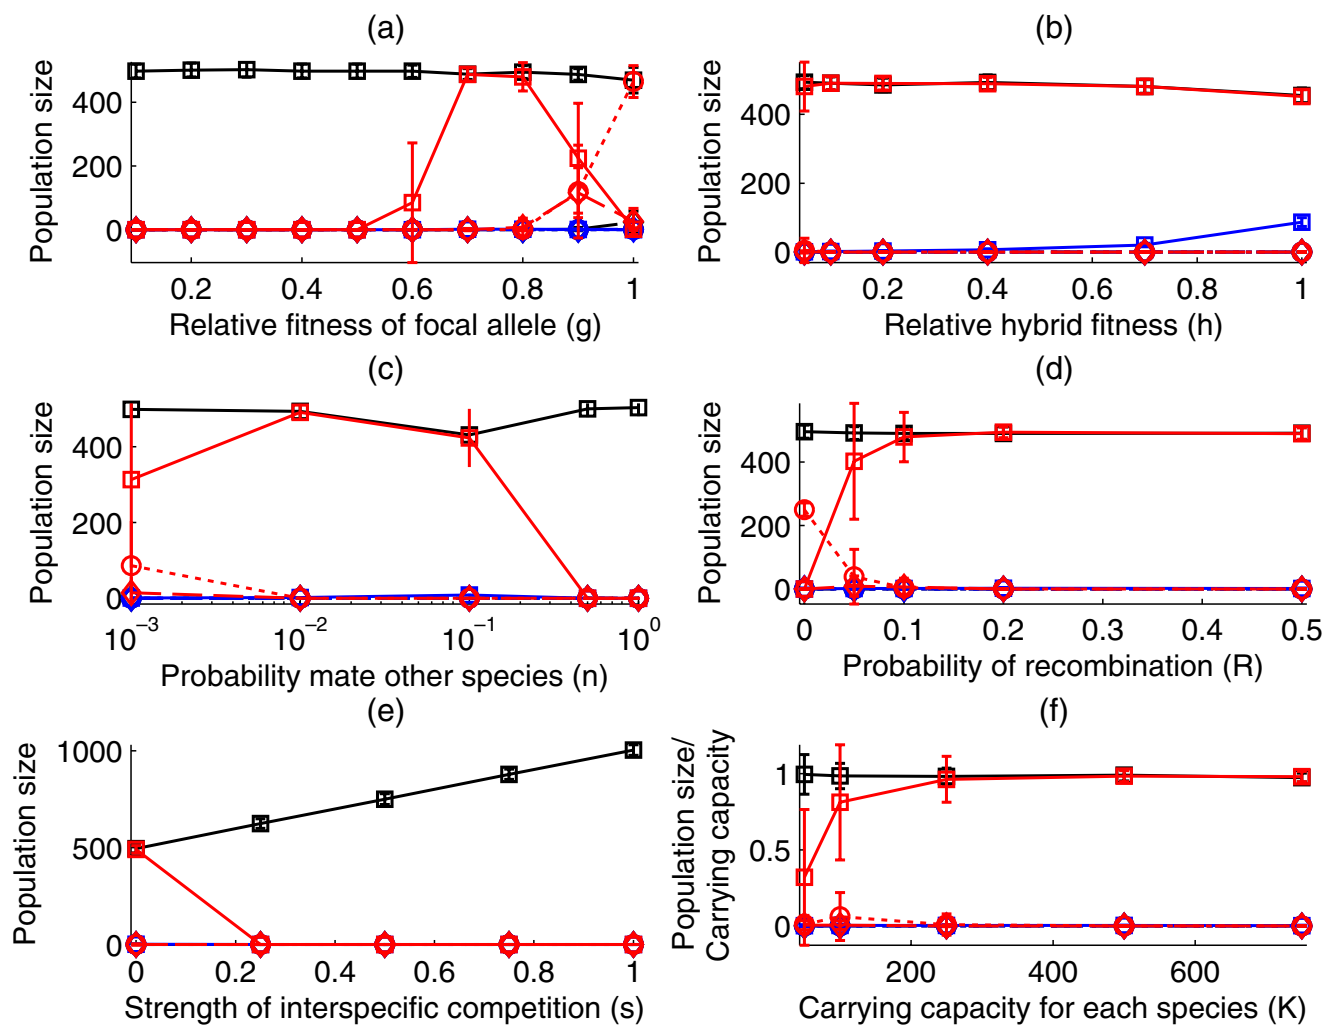 (a)
Population size
400
200
0
0.2 0.4 0.6 0.8 1
Relative fitness of focal allele (g)
(b)
Population size
400
200
0
0.2 0.4 0.6 0.8 1
Relative hybrid fitness (h)
(c)
Population size
400
200
0
10⁻³ 10⁻² 10⁻¹ 10⁰
Probability mate other species (n)
(d)
Population size
400
200
0
0 0.1 0.2 0.3 0.4 0.5
Probability of recombination (R)
(e)
Population size
1000
500
0
0 0.2 0.4 0.6 0.8 1
Strength of interspecific competition (s)
(f)
Population size/
Carrying capacity
1
0.5
0
200 400 600
Carrying capacity for each species (K)